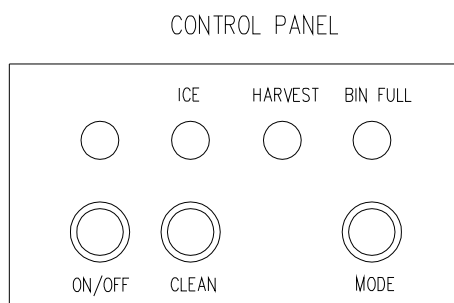 CONTROL PANEL
ICE HARVEST BIN FULL
ON/OFF CLEAN MODE